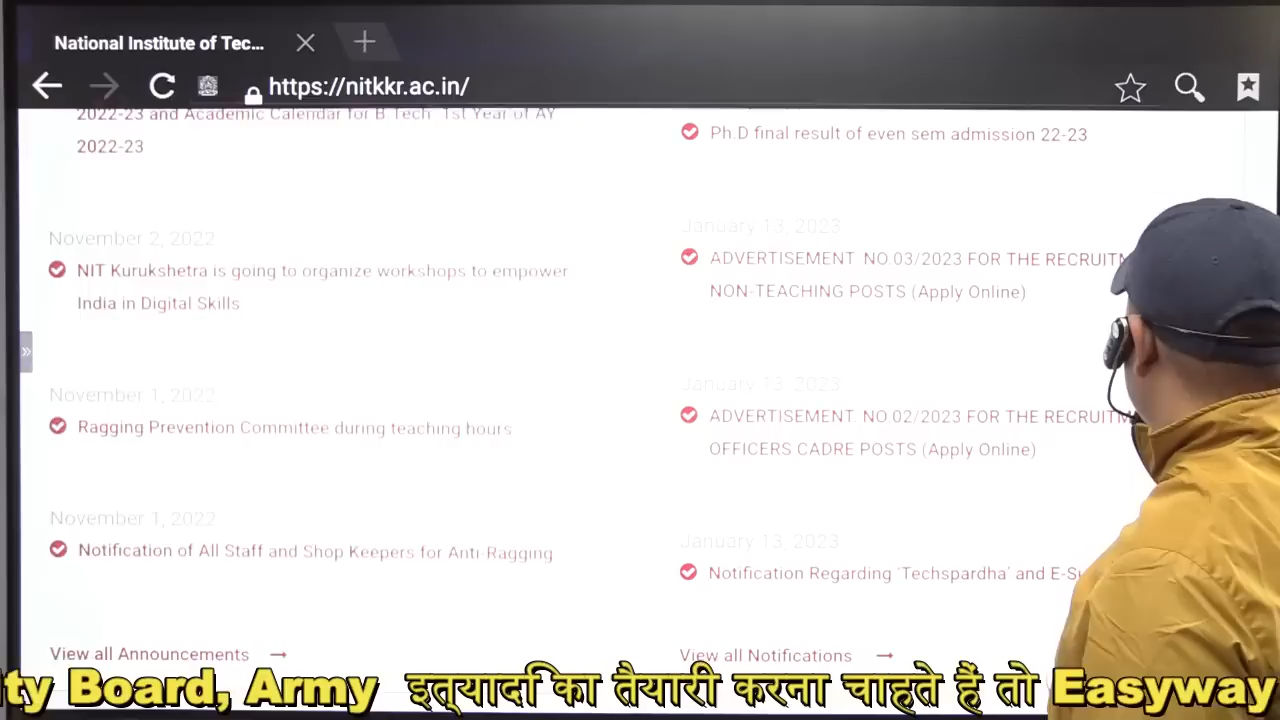 National Institute of Tec...
https://nitkkr.ac.in/
2022-23 and Academic Calendar for B.Tech 1st Year of AY
2022-23
November 2, 2022
NIT Kurukshetra is going to organize workshops to empower
India in Digital Skills
November 1, 2022
Ragging Prevention Committee during teaching hours
November 1, 2022
Notification of All Staff and Shop Keepers for Anti-Ragging
View all Announcements
Ph.D final result of even sem admission 22-23
January 13, 2023
ADVERTISEMENT NO.03/2023 FOR THE RECRUITM
NON-TEACHING POSTS (Apply Online)
January 13, 2023
ADVERTISEMENT. NO.02/2023 FOR THE RECRUITM
OFFICERS CADRE POSTS (Apply Online)
January 13, 2023
Notification Regarding 'Techspardha' and E-Su
View all Notifications
ity Board, Army इत्यादि का तैयारी करना चाहते हैं तो Easyway